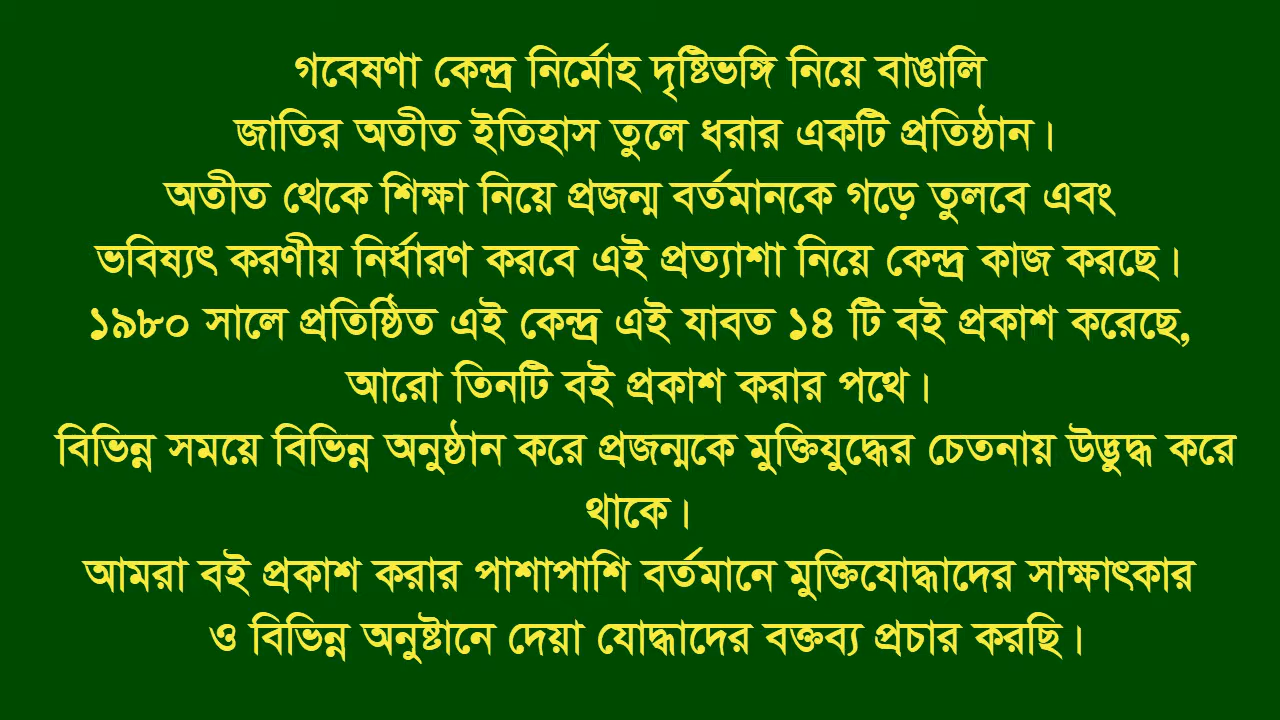 গবেষণা কেন্দ্র নির্মোহ দৃষ্টিভঙ্গি নিয়ে বাঙালি
জাতির অতীত ইতিহাস তুলে ধরার একটি প্রতিষ্ঠান।
অতীত থেকে শিক্ষা নিয়ে প্রজন্ম বর্তমানকে গড়ে তুলবে এবং
ভবিষ্যৎ করণীয় নির্ধারণ করবে এই প্রত্যাশা নিয়ে কেন্দ্র কাজ করছে।
১৯৮০ সালে প্রতিষ্ঠিত এই কেন্দ্র এই যাবত ১৪ টি বই প্রকাশ করেছে,
আরো তিনটি বই প্রকাশ করার পথে।
বিভিন্ন সময়ে বিভিন্ন অনুষ্ঠান করে প্রজন্মকে মুক্তিযুদ্ধের চেতনায় উদ্ভুদ্ধ করে
থাকে।
আমরা বই প্রকাশ করার পাশাপাশি বর্তমানে মুক্তিযোদ্ধাদের সাক্ষাৎকার
ও বিভিন্ন অনুষ্টানে দেয়া যোদ্ধাদের বক্তব্য প্রচার করছি।